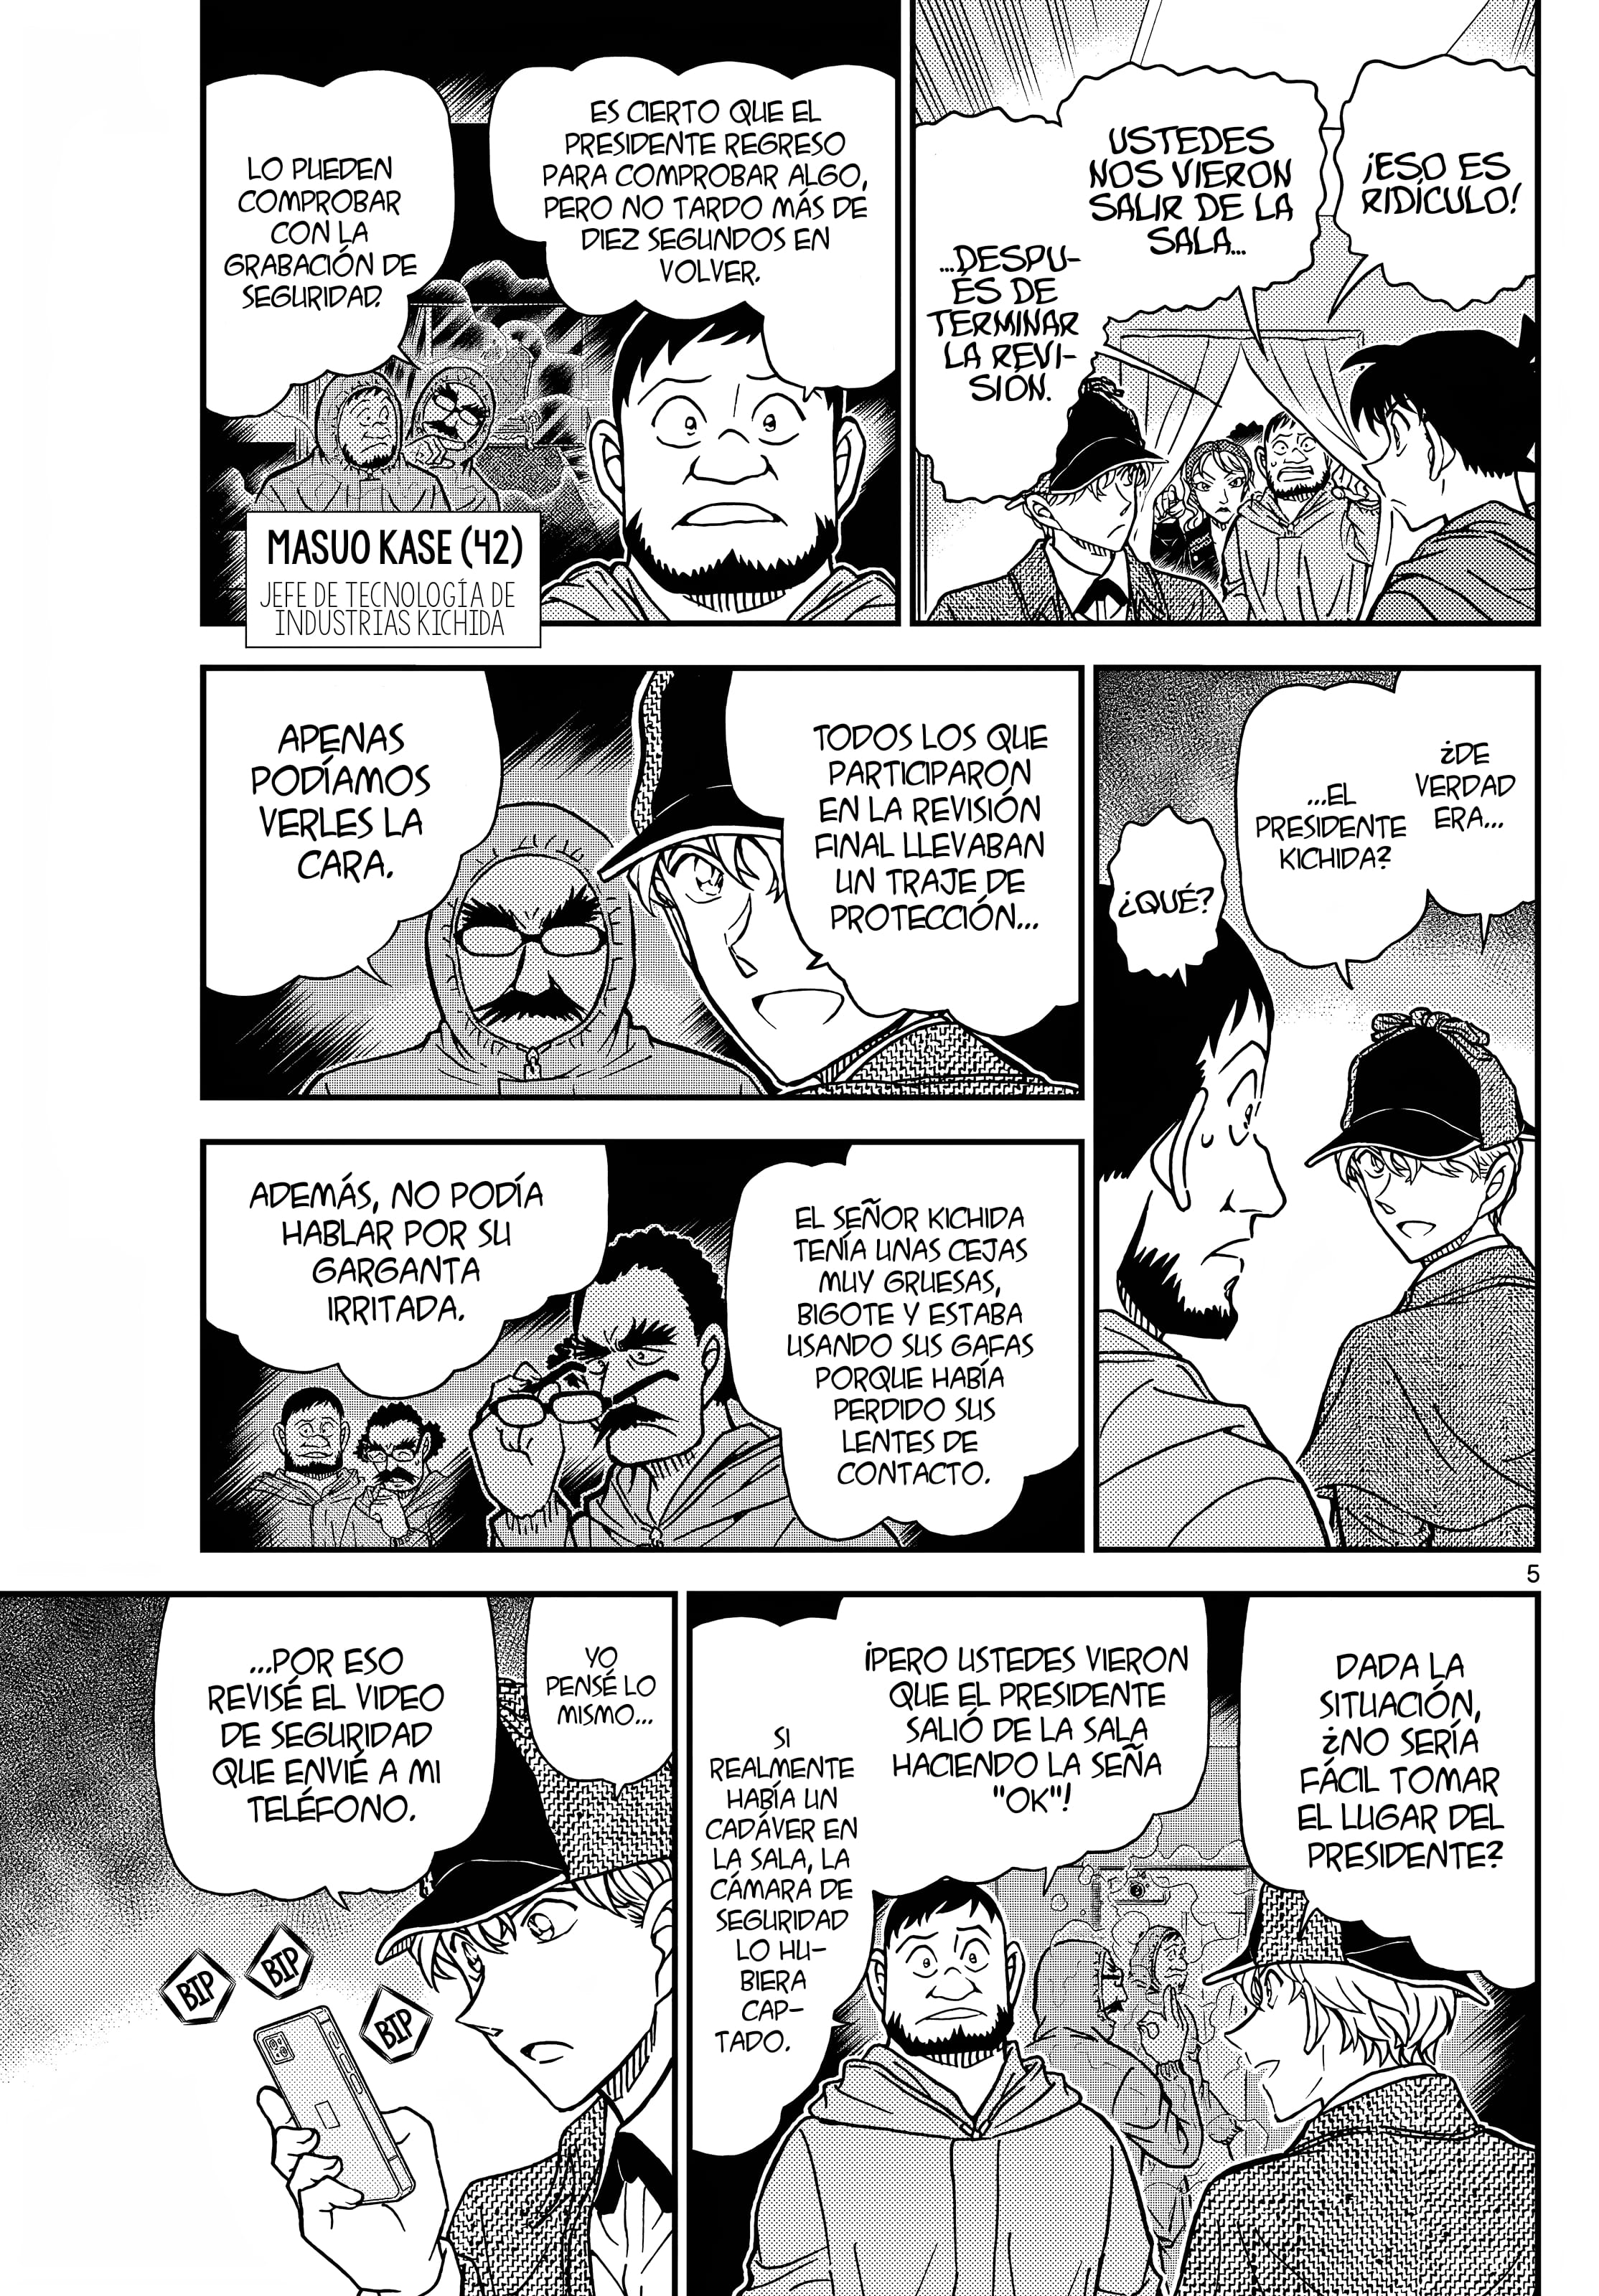 ¡ESO ES
RIDÍCULO!
USTEDES
NOS VIERON
SALIR DE LA
SALA...
...DESPU-
ÉS DE
TERMINAR
LA REVI-
SIÓN.
ES CIERTO QUE EL
PRESIDENTE REGRESO
PARA COMPROBAR ALGO,
PERO NO TARDO MÁS DE
DIEZ SEGUNDOS EN
VOLVER.
LO PUEDEN
COMPROBAR
CON LA
GRABACIÓN DE
SEGURIDAD.
MASUO KASE (42)
JEFE DE TECNOLOGÍA DE
INDUSTRIAS KICHIDA
¿DE
VERDAD
ERA...
...EL
PRESIDENTE
KICHIDA?
¿QUÉ?
TODOS LOS QUE
PARTICIPARON
EN LA REVISIÓN
FINAL LLEVABAN
UN TRAJE DE
PROTECCIÓN...
APENAS
PODÍAMOS
VERLES LA
CARA.
EL SEÑOR KICHIDA
TENÍA UNAS CEJAS
MUY GRUESAS,
BIGOTE Y ESTABA
USANDO SUS GAFAS
PORQUE HABÍA
PERDIDO SUS
LENTES DE
CONTACTO.
ADEMÁS, NO PODÍA
HABLAR POR SU
GARGANTA
IRRITADA.
5
DADA LA
SITUACIÓN,
¿NO SERÍA
FÁCIL TOMAR
EL LUGAR DEL
PRESIDENTE?
¡PERO USTEDES VIERON
QUE EL PRESIDENTE
SALIÓ DE LA SALA
HACIENDO LA SEÑA
"OK"!
SI
REALMENTE
HABÍA UN
CADÁVER EN
LA SALA, LA
CÁMARA DE
SEGURIDAD
LO HU-
BIERA
CAP-
TADO.
YO
PENSÉ LO
MISMO...
...POR ESO
REVISÉ EL VIDEO
DE SEGURIDAD
QUE ENVIÉ A MI
TELÉFONO.
BIP
BIP
BIP